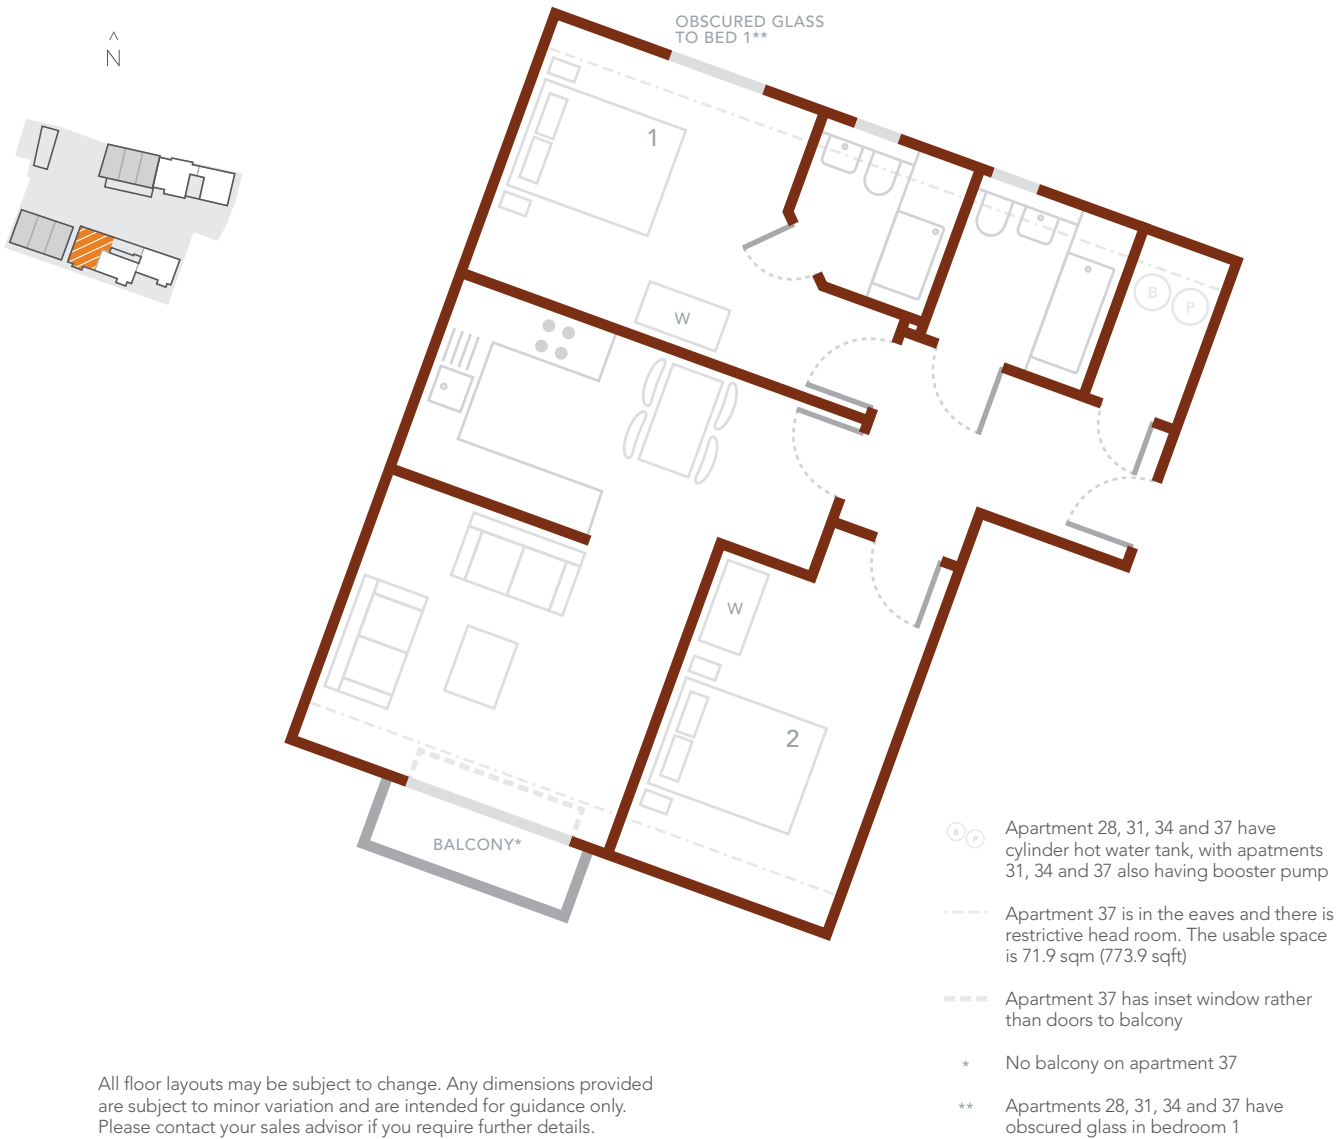 OBSCURED GLASS
TO BED 1**
N
1
W
B
P
W
2
BALCONY*
B
P
Apartment 28, 31, 34 and 37 have
cylinder hot water tank, with apatments
31, 34 and 37 also having booster pump
Apartment 37 is in the eaves and there is
restrictive head room. The usable space
is 71.9 sqm (773.9 sqft)
Apartment 37 has inset window rather
than doors to balcony
* No balcony on apartment 37
** Apartments 28, 31, 34 and 37 have
obscured glass in bedroom 1
All floor layouts may be subject to change. Any dimensions provided
are subject to minor variation and are intended for guidance only.
Please contact your sales advisor if you require further details.